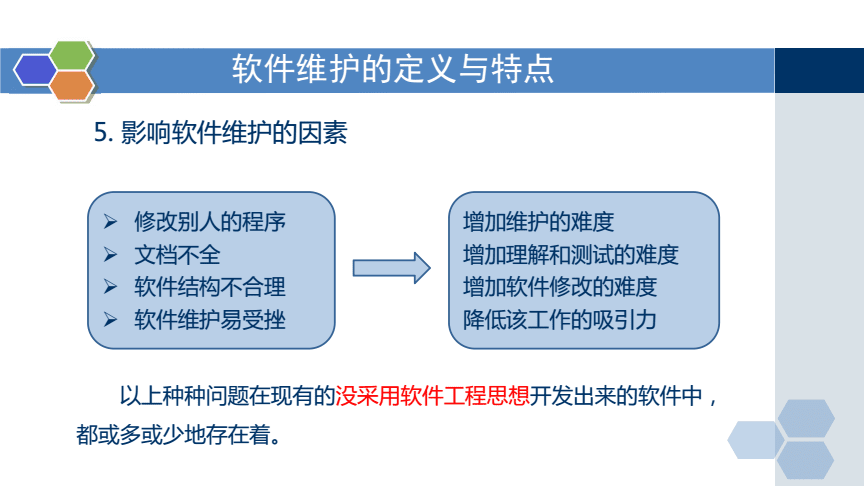 软件维护的定义与特点
5. 影响软件维护的因素
修改别人的程序
文档不全
软件结构不合理
软件维护易受挫
增加维护的难度
增加理解和测试的难度
增加软件修改的难度
降低该工作的吸引力
以上种种问题在现有的没采用软件工程思想开发出来的软件中，
都或多或少地存在着。